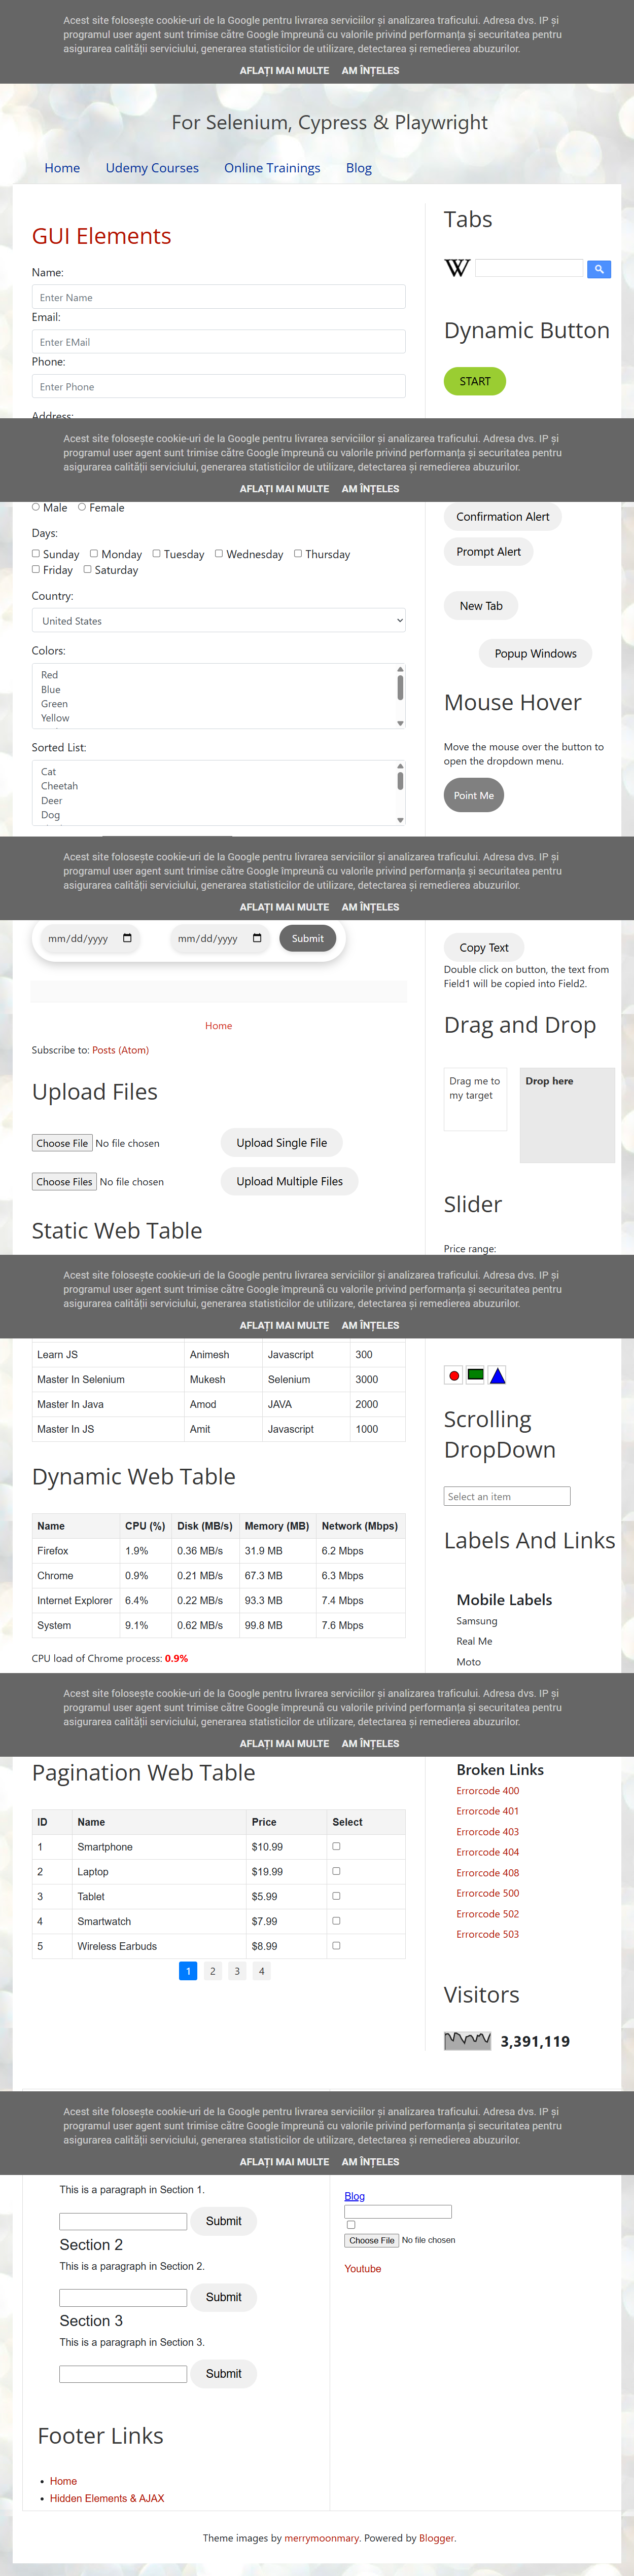 Acest site folosește cookie-uri de la Google pentru livrarea serviciilor și analizarea traficului. Adresa dvs. IP și
programul user agent sunt trimise către Google împreună cu valorile privind performanța și securitatea pentru
asigurarea calității serviciului, generarea statisticilor de utilizare, detectarea și remedierea abuzurilor.
AFLAȚI MAI MULTE AM ÎNȚELES
For Selenium, Cypress & Playwright
Home Udemy Courses Online Trainings Blog
GUI Elements
Name:
Enter Name
Email:
Enter EMail
Phone:
Enter Phone
Address:
Tabs
Dynamic Button
START
Acest site folosește cookie-uri de la Google pentru livrarea serviciilor și analizarea traficului. Adresa dvs. IP și
programul user agent sunt trimise către Google împreună cu valorile privind performanța și securitatea pentru
asigurarea calității serviciului, generarea statisticilor de utilizare, detectarea și remedierea abuzurilor.
AFLAȚI MAI MULTE AM ÎNȚELES
Male Female
Days:
Sunday Monday Tuesday Wednesday Thursday
Friday Saturday
Country:
United States
Colors:
Red
Blue
Green
Yellow
Sorted List:
Cat
Cheetah
Deer
Dog
Confirmation Alert
Prompt Alert
New Tab
Popup Windows
Mouse Hover
Move the mouse over the button to
open the dropdown menu.
Point Me
Acest site folosește cookie-uri de la Google pentru livrarea serviciilor și analizarea traficului. Adresa dvs. IP și
programul user agent sunt trimise către Google împreună cu valorile privind performanța și securitatea pentru
asigurarea calității serviciului, generarea statisticilor de utilizare, detectarea și remedierea abuzurilor.
AFLAȚI MAI MULTE AM ÎNȚELES
mm/dd/yyyy mm/dd/yyyy Submit
Home
Subscribe to: Posts (Atom)
Upload Files
Choose File No file chosen Upload Single File
Choose Files No file chosen Upload Multiple Files
Static Web Table
Copy Text
Double click on button, the text from
Field1 will be copied into Field2.
Drag and Drop
Drag me to
my target
Drop here
Slider
Price range:
Acest site folosește cookie-uri de la Google pentru livrarea serviciilor și analizarea traficului. Adresa dvs. IP și
programul user agent sunt trimise către Google împreună cu valorile privind performanța și securitatea pentru
asigurarea calității serviciului, generarea statisticilor de utilizare, detectarea și remedierea abuzurilor.
AFLAȚI MAI MULTE AM ÎNȚELES
Learn JS Animesh Javascript 300
Master In Selenium Mukesh Selenium 3000
Master In Java Amod JAVA 2000
Master In JS Amit Javascript 1000
Dynamic Web Table
Name CPU (%) Disk (MB/s) Memory (MB) Network (Mbps)
Firefox 1.9% 0.36 MB/s 31.9 MB 6.2 Mbps
Chrome 0.9% 0.21 MB/s 67.3 MB 6.3 Mbps
Internet Explorer 6.4% 0.22 MB/s 93.3 MB 7.4 Mbps
System 9.1% 0.62 MB/s 99.8 MB 7.6 Mbps
CPU load of Chrome process: 0.9%
Scrolling
DropDown
Select an item
Labels And Links
Mobile Labels
Samsung
Real Me
Moto
Acest site folosește cookie-uri de la Google pentru livrarea serviciilor și analizarea traficului. Adresa dvs. IP și
programul user agent sunt trimise către Google împreună cu valorile privind performanța și securitatea pentru
asigurarea calității serviciului, generarea statisticilor de utilizare, detectarea și remedierea abuzurilor.
AFLAȚI MAI MULTE AM ÎNȚELES
Pagination Web Table
ID Name Price Select
1 Smartphone $10.99
2 Laptop $19.99
3 Tablet $5.99
4 Smartwatch $7.99
5 Wireless Earbuds $8.99
1 2 3 4
Broken Links
Errorcode 400
Errorcode 401
Errorcode 403
Errorcode 404
Errorcode 408
Errorcode 500
Errorcode 502
Errorcode 503
Visitors
3,391,119
Acest site folosește cookie-uri de la Google pentru livrarea serviciilor și analizarea traficului. Adresa dvs. IP și
programul user agent sunt trimise către Google împreună cu valorile privind performanța și securitatea pentru
asigurarea calității serviciului, generarea statisticilor de utilizare, detectarea și remedierea abuzurilor.
AFLAȚI MAI MULTE AM ÎNȚELES
This is a paragraph in Section 1.
Submit
Section 2
This is a paragraph in Section 2.
Submit
Section 3
This is a paragraph in Section 3.
Submit
Blog
Choose File No file chosen
Youtube
Footer Links
Home
Hidden Elements & AJAX
Theme images by merrymoonmary. Powered by Blogger.